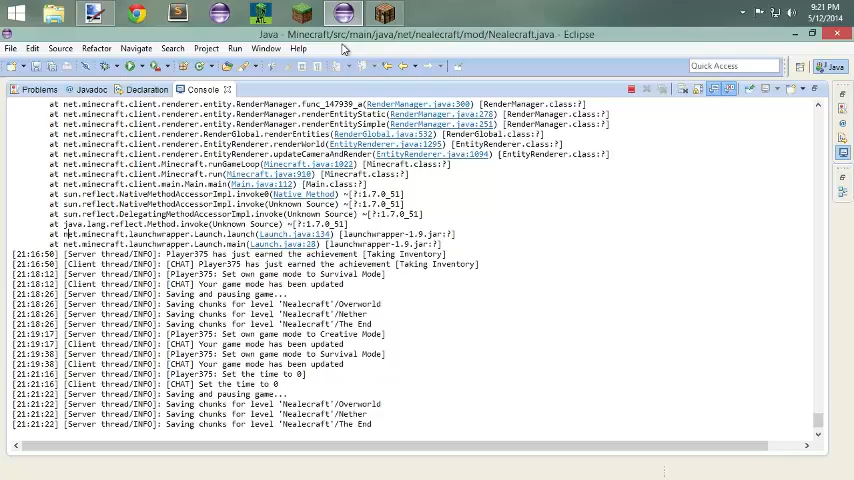 9:21 PM
5/12/2014
Java - Minecraft/src/main/java/net/nealecraft/mod/Nealecraft.java - Eclipse
File Edit Source Refactor Navigate Search Project Run Window Help
Quick Access
Java
Problems Javadoc Declaration Console
at net.minecraft.client.renderer.entity.RenderManager.func_147939_a(RenderManager.java:300) [RenderManager.class:?]
at net.minecraft.client.renderer.entity.RenderManager.renderEntityStatic(RenderManager.java:278) [RenderManager.class:?]
at net.minecraft.client.renderer.entity.RenderManager.renderEntitySimple(RenderManager.java:251) [RenderManager.class:?]
at net.minecraft.client.renderer.RenderGlobal.renderEntities(RenderGlobal.java:532) [RenderGlobal.class:?]
at net.minecraft.client.renderer.EntityRenderer.renderWorld(EntityRenderer.java:1295) [EntityRenderer.class:?]
at net.minecraft.client.renderer.EntityRenderer.updateCameraAndRender(EntityRenderer.java:1094) [EntityRenderer.class:?]
at net.minecraft.client.Minecraft.runGameLoop(Minecraft.java:1022) [Minecraft.class:?]
at net.minecraft.client.Minecraft.run(Minecraft.java:910) [Minecraft.class:?]
at net.minecraft.client.main.Main.main(Main.java:112) [Main.class:?]
at sun.reflect.NativeMethodAccessorImpl.invoke0(Native Method) ~[?:1.7.0_51]
at sun.reflect.NativeMethodAccessorImpl.invoke(Unknown Source) ~[?:1.7.0_51]
at sun.reflect.DelegatingMethodAccessorImpl.invoke(Unknown Source) ~[?:1.7.0_51]
at java.lang.reflect.Method.invoke(Unknown Source) ~[?:1.7.0_51]
at net.minecraft.launchwrapper.Launch.launch(Launch.java:134) [launchwrapper-1.9.jar:?]
at net.minecraft.launchwrapper.Launch.main(Launch.java:28) [launchwrapper-1.9.jar:?]
[21:16:50] [Server thread/INFO]: Player375 has just earned the achievement [Taking Inventory]
[21:16:50] [Client thread/INFO]: [CHAT] Player375 has just earned the achievement [Taking Inventory]
[21:18:12] [Server thread/INFO]: [Player375: Set own game mode to Survival Mode]
[21:18:12] [Client thread/INFO]: [CHAT] Your game mode has been updated
[21:18:26] [Server thread/INFO]: Saving and pausing game...
[21:18:26] [Server thread/INFO]: Saving chunks for level 'Nealecraft'/Overworld
[21:18:26] [Server thread/INFO]: Saving chunks for level 'Nealecraft'/Nether
[21:18:26] [Server thread/INFO]: Saving chunks for level 'Nealecraft'/The End
[21:19:17] [Server thread/INFO]: [Player375: Set own game mode to Creative Mode]
[21:19:17] [Client thread/INFO]: [CHAT] Your game mode has been updated
[21:19:38] [Server thread/INFO]: [Player375: Set own game mode to Survival Mode]
[21:19:38] [Client thread/INFO]: [CHAT] Your game mode has been updated
[21:21:16] [Server thread/INFO]: [Player375: Set the time to 0]
[21:21:16] [Client thread/INFO]: [CHAT] Set the time to 0
[21:21:22] [Server thread/INFO]: Saving and pausing game...
[21:21:22] [Server thread/INFO]: Saving chunks for level 'Nealecraft'/Overworld
[21:21:22] [Server thread/INFO]: Saving chunks for level 'Nealecraft'/Nether
[21:21:22] [Server thread/INFO]: Saving chunks for level 'Nealecraft'/The End